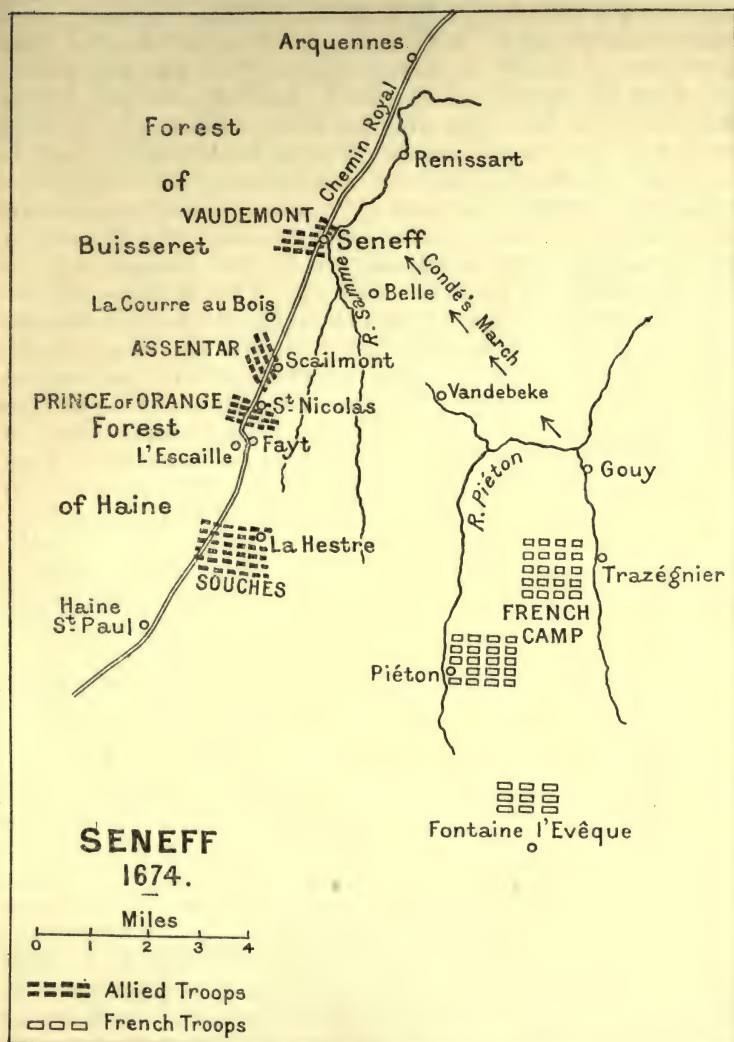 Arquennes
Forest
of
VAUDEMONT
Buisseret
Chemin Royal
Renissart
Seneff
R. Samme
Belle
Condé's March
La Courre au Bois
ASSENTAR
Scailmont
Vandebeke
PRINCE OF ORANGE
St. Nicolas
Forest
L'Escaille
Fayt
R. Piéton
Gouy
of Haine
La Hestre
SOUCHES
Trazégnier
FRENCH
CAMP
Haine
St. Paul
Piéton
Fontaine l'Evêque
SENEFF
1674.
Miles
0 1 2 3 4
Allied Troops
French Troops